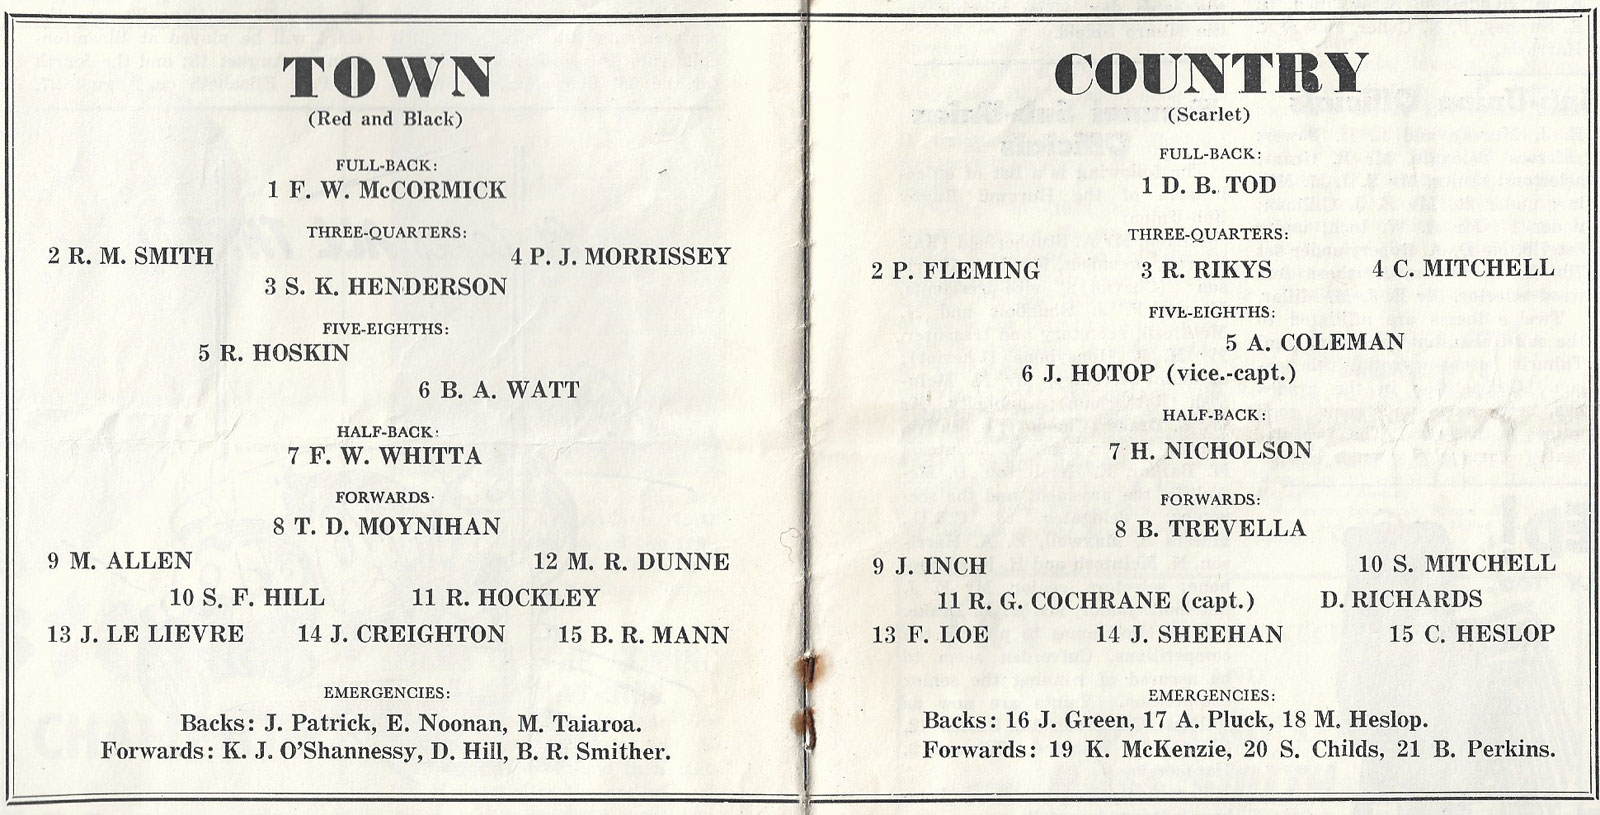 TOWN
(Red and Black)
FULL-BACK:
1 F. W. McCORMICK
THREE-QUARTERS:
2 R. M. SMITH 4 P. J. MORRISSEY
3 S. K. HENDERSON
FIVE-EIGHTHS:
5 R. HOSKIN
6 B. A. WATT
HALF-BACK:
7 F. W. WHITTA
FORWARDS:
8 T. D. MOYNIHAN
9 M. ALLEN 12 M. R. DUNNE
10 S. F. HILL 11 R. HOCKLEY
13 J. LE LIEVRE 14 J. CREIGHTON 15 B. R. MANN
EMERGENCIES:
Backs: J. Patrick, E. Noonan, M. Taiaroa.
Forwards: K. J. O'Shannessy, D. Hill, B. R. Smither.
COUNTRY
(Scarlet)
FULL-BACK:
1 D. B. TOD
THREE-QUARTERS:
2 P. FLEMING 3 R. RIKYS 4 C. MITCHELL
FIVE-EIGHTHS:
5 A. COLEMAN
6 J. HOTOP (vice.-capt.)
HALF-BACK:
7 H. NICHOLSON
FORWARDS:
8 B. TREVELLA
9 J. INCH 10 S. MITCHELL
11 R. G. COCHRANE (capt.) D. RICHARDS
13 F. LOE 14 J. SHEEHAN 15 C. HESLOP
EMERGENCIES:
Backs: 16 J. Green, 17 A. Pluck, 18 M. Heslop.
Forwards: 19 K. McKenzie, 20 S. Childs, 21 B. Perkins.